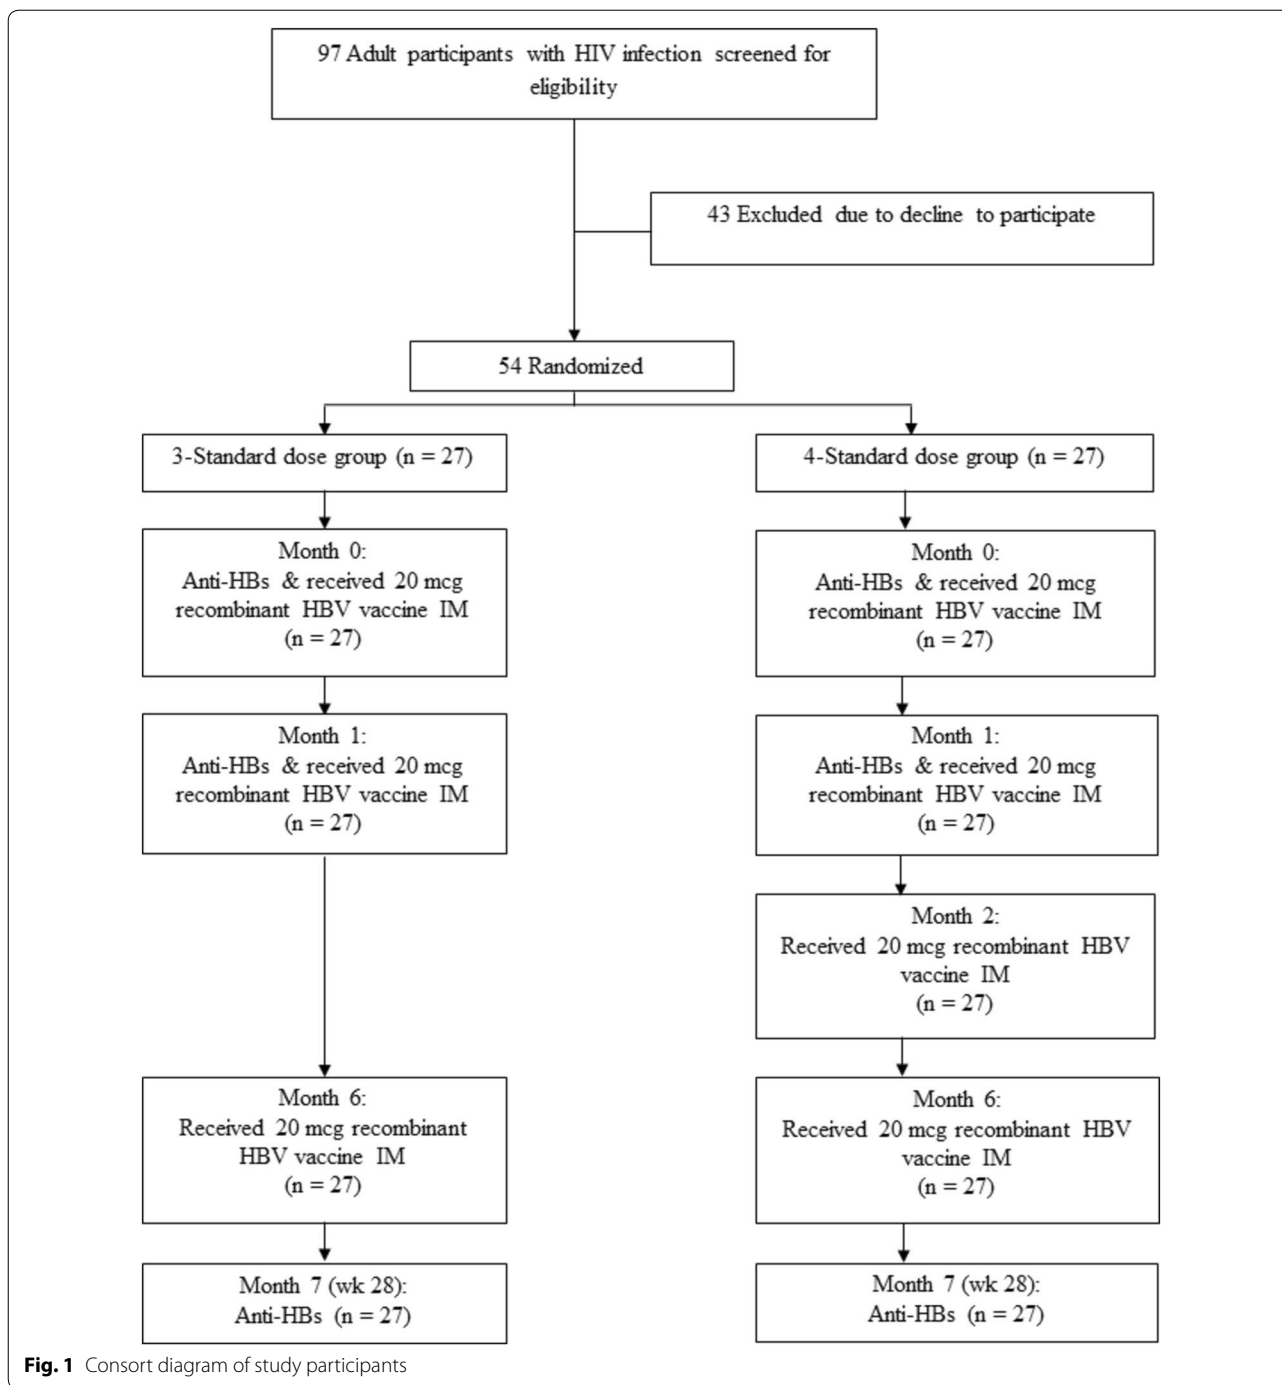 97 Adult participants with HIV infection screened for
eligibility
43 Excluded due to decline to participate
54 Randomized
3-Standard dose group (n = 27)
4-Standard dose group (n = 27)
Month 0:
Anti-HBs & received 20 mcg
recombinant HBV vaccine IM
(n = 27)
Month 0:
Anti-HBs & received 20 mcg
recombinant HBV vaccine IM
(n = 27)
Month 1:
Anti-HBs & received 20 mcg
recombinant HBV vaccine IM
(n = 27)
Month 1:
Anti-HBs & received 20 mcg
recombinant HBV vaccine IM
(n = 27)
Month 2:
Received 20 mcg recombinant HBV
vaccine IM
(n = 27)
Month 6:
Received 20 mcg recombinant
HBV vaccine IM
(n = 27)
Month 6:
Received 20 mcg recombinant HBV
vaccine IM
(n = 27)
Month 7 (wk 28):
Anti-HBs (n = 27)
Month 7 (wk 28):
Anti-HBs (n = 27)
Fig. 1 Consort diagram of study participants